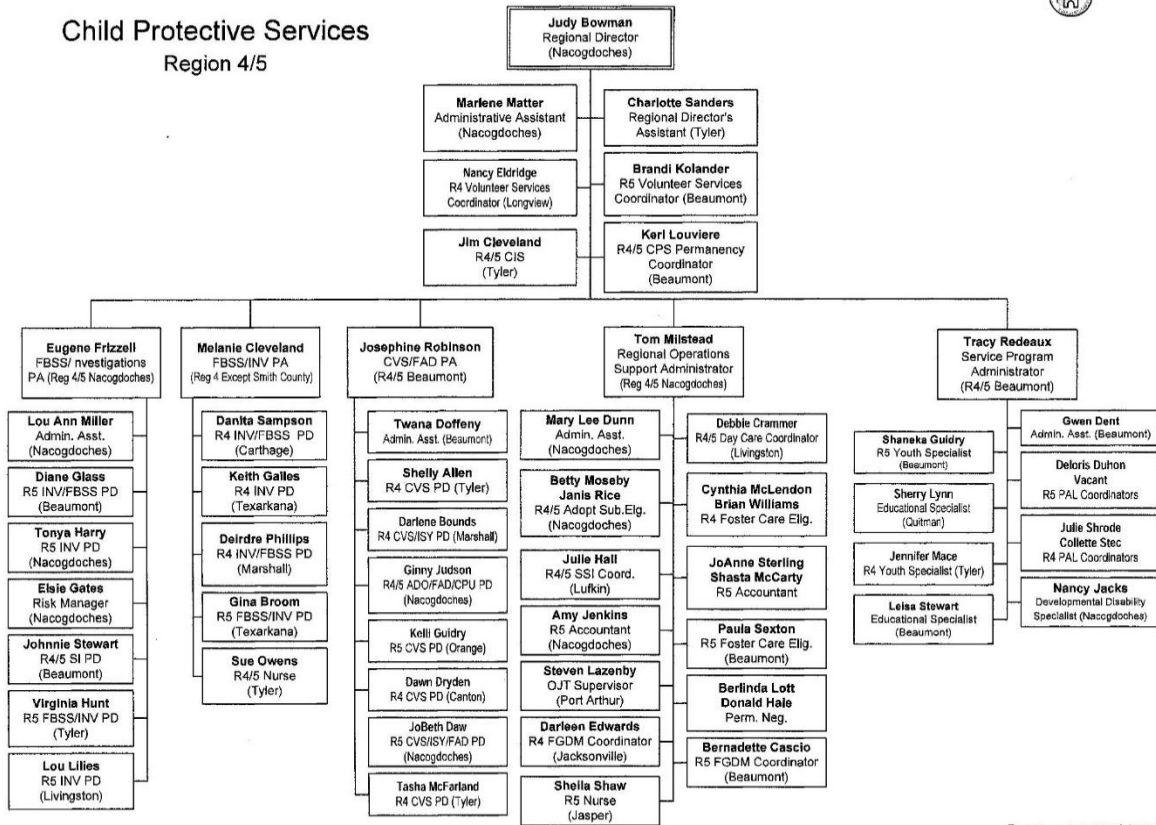 Child Protective Services
Region 4/5
Judy Bowman
Regional Director
(Nacogdoches)
Marlene Matter
Administrative Assistant
(Nacogdoches)
Charlotte Sanders
Regional Director's
Assistant (Tyler)
Nancy Eldridge
R4 Volunteer Services
Coordinator (Longview)
Brandi Kolander
R5 Volunteer Services
Coordinator (Beaumont)
Jim Cleveland
R4/5 CIS
(Tyler)
Keri Louviere
R4/5 CPS Permanency
Coordinator
(Beaumont)
Eugene Frizzell
FBSS/ nvestigations
PA (Reg 4/5 Nacogdoches)
Lou Ann Miller
Admin. Asst.
(Nacogdoches)
Diane Glass
R5 INV/FBSS PD
(Beaumont)
Tonya Harry
R5 INV PD
(Nacogdoches)
Elsie Gates
Risk Manager
(Nacogdoches)
Johnnie Stewart
R4/5 SI PD
(Beaumont)
Virginia Hunt
R5 FBSS/INV PD
(Tyler)
Lou Lilies
R5 INV PD
(Livingston)
Melanie Cleveland
FBSS/INV PA
(Reg 4 Except Smith County)
Danita Sampson
R4 INV/FBSS PD
(Carthage)
Keith Galles
R4 INV PD
(Texarkana)
Deirdre Phillips
R4 INV/FBSS PD
(Marshall)
Gina Broom
R5 FBSS/INV PD
(Texarkana)
Sue Owens
R4/5 Nurse
(Tyler)
Josephine Robinson
CVS/FAD PA
(R4/5 Beaumont)
Twana Doffeny
Admin. Asst. (Beaumont)
Shelly Allen
R4 CVS PD (Tyler)
Darlene Bounds
R4 CVS/ISY PD (Marshall)
Ginny Judson
R4/5 ADO/FAD/CPU PD
(Nacogdoches)
Kelli Guidry
R5 CVS PD (Orange)
Dawn Dryden
R4 CVS PD (Canton)
JoBeth Daw
R5 CVS/ISY/FAD PD
(Nacogdoches)
Tasha McFarland
R4 CVS PD (Tyler)
Tom Milstead
Regional Operations
Support Administrator
(Reg 4/5 Nacogdoches)
Mary Lee Dunn
Admin. Asst.
(Nacogdoches)
Betty Moseby
Janis Rice
R4/5 Adopt Sub.Elg.
(Nacogdoches)
Julie Hall
R4/5 SSI Coord.
(Lufkin)
Amy Jenkins
R5 Accountant
(Nacogdoches)
Steven Lazenby
OJT Supervisor
(Port Arthur)
Darleen Edwards
R4 FGDM Coordinator
(Jacksonville)
Sheila Shaw
R5 Nurse
(Jasper)
Debbie Crammer
R4/5 Day Care Coordinator
(Livingston)
Cynthia McLendon
Brian Williams
R4 Foster Care Elig.
JoAnne Sterling
Shasta McCarty
R5 Accountant
Paula Sexton
R5 Foster Care Elig.
(Beaumont)
Berlinda Lott
Donald Hale
Perm. Neg.
Bernadette Cascio
R5 FGDM Coordinator
(Beaumont)
Tracy Redeaux
Service Program
Administrator
(R4/5 Beaumont)
Shaneka Guidry
R5 Youth Specialist
(Beaumont)
Sherry Lynn
Educational Specialist
(Quitman)
Jennifer Mace
R4 Youth Specialist (Tyler)
Leisa Stewart
Educational Specialist
(Beaumont)
Gwen Dent
Admin. Asst. (Beaumont)
Deloris Duhon
Vacant
R5 PAL Coordinators
Julie Shrode
Collette Stec
R4 PAL Coordinators
Nancy Jacks
Developmental Disability
Specialist (Nacogdoches)